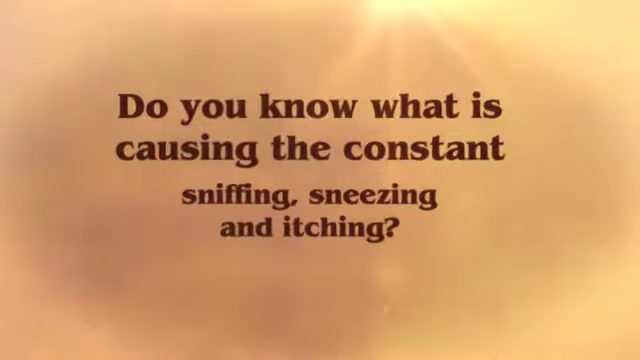 Do you know what is
causing the constant
sniffing, sneezing
and itching?